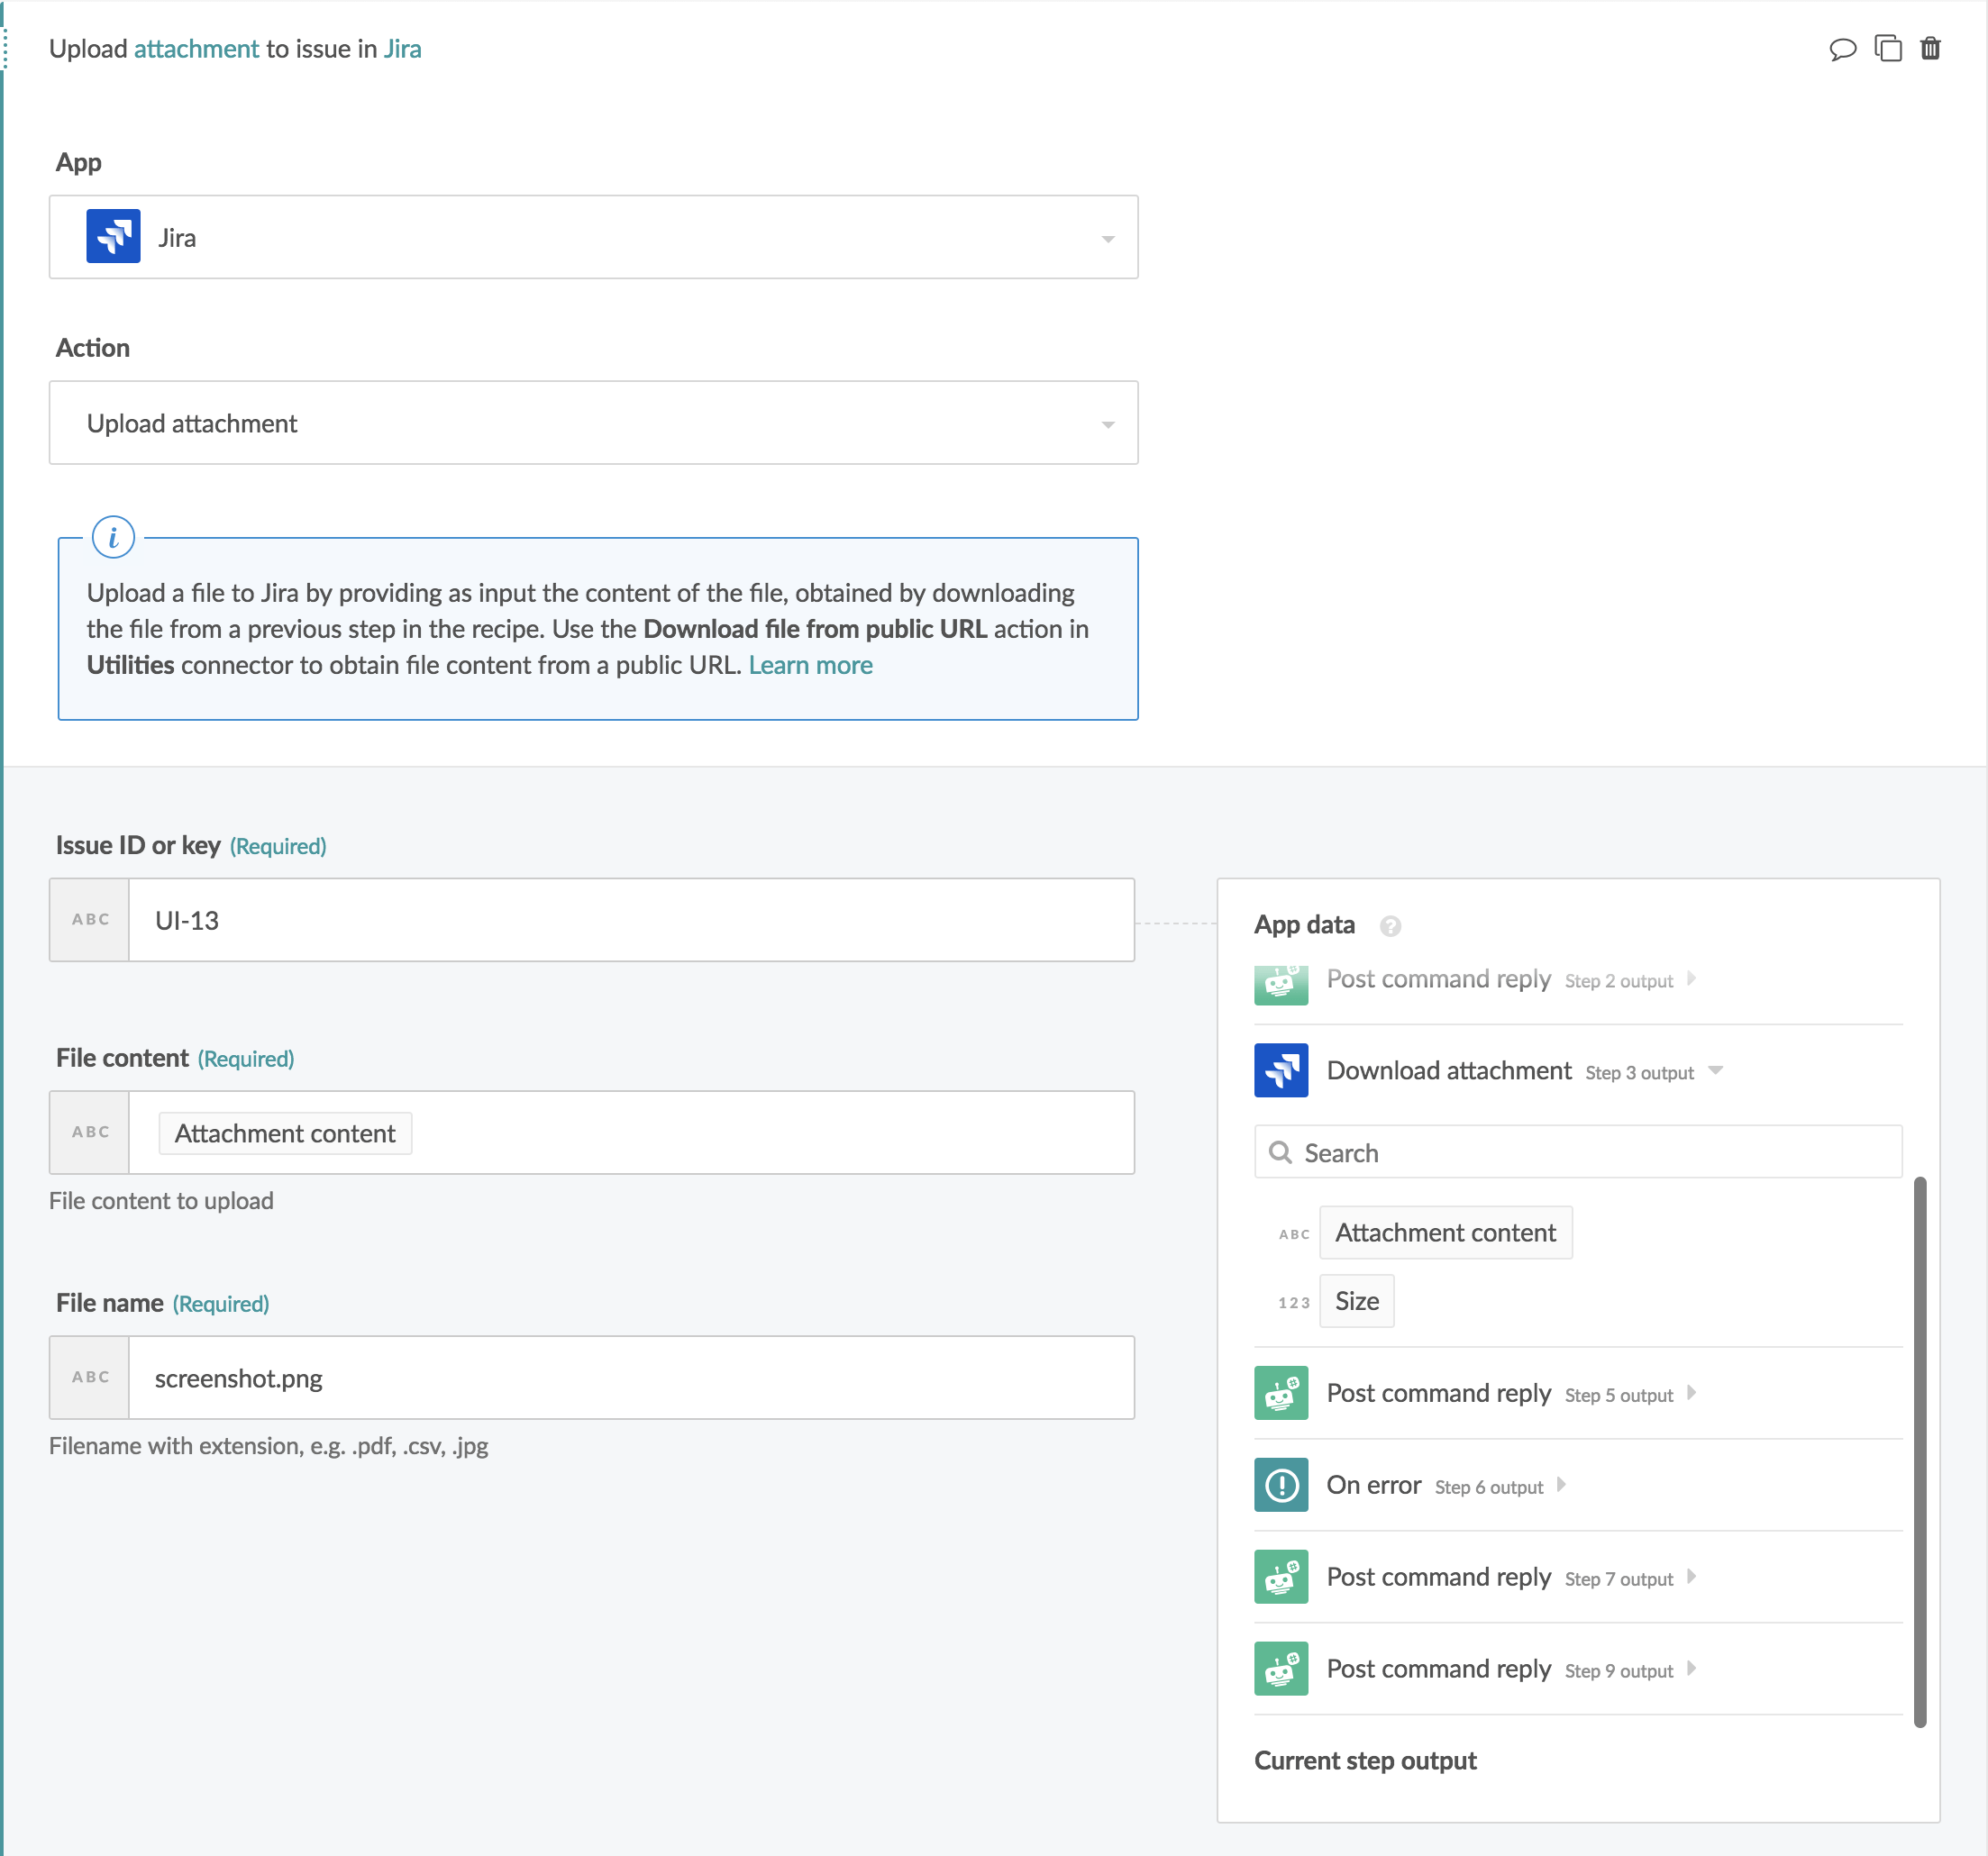 Upload attachment to issue in Jira
App
Jira
Action
Upload attachment
i
Upload a file to Jira by providing as input the content of the file, obtained by downloading
the file from a previous step in the recipe. Use the Download file from public URL action in
Utilities connector to obtain file content from a public URL. Learn more
Issue ID or key (Required)
ABC UI-13
File content (Required)
ABC Attachment content
File content to upload
File name (Required)
ABC screenshot.png
Filename with extension, e.g. .pdf, .csv, .jpg
App data ?
Post command reply Step 2 output
Download attachment Step 3 output
Search
ABC Attachment content
123 Size
Post command reply Step 5 output
On error Step 6 output
Post command reply Step 7 output
Post command reply Step 9 output
Current step output